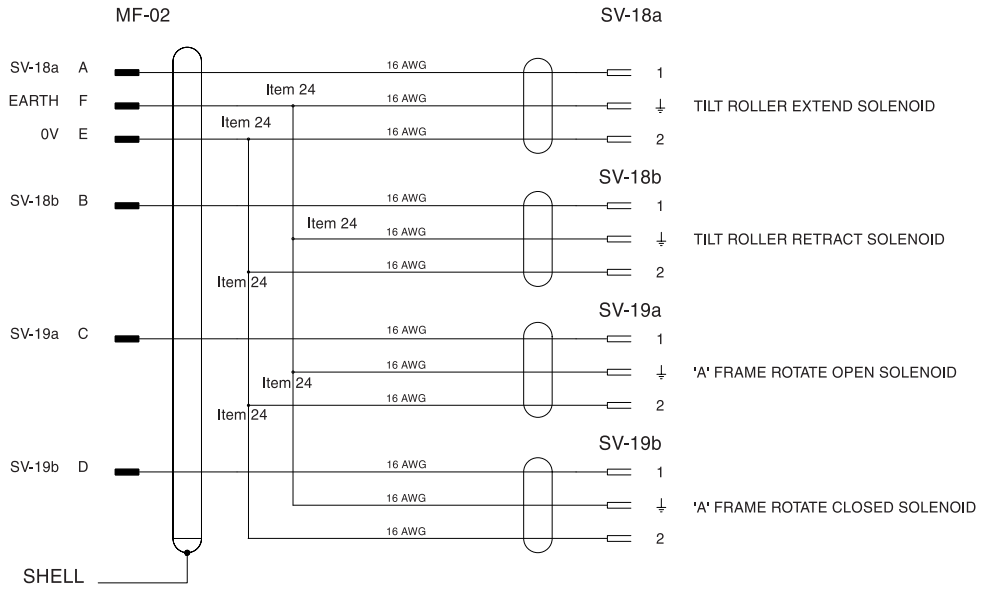 MF-02 SV-18a
SV-18a A 16 AWG 1
EARTH F Item 24 16 AWG TILT ROLLER EXTEND SOLENOID
0V E Item 24 16 AWG 2
SV-18b
SV-18b B 16 AWG 1
Item 24 16 AWG TILT ROLLER RETRACT SOLENOID
Item 24 16 AWG 2
SV-19a
SV-19a C 16 AWG 1
Item 24 16 AWG 'A' FRAME ROTATE OPEN SOLENOID
Item 24 16 AWG 2
SV-19b
SV-19b D 16 AWG 1
16 AWG 'A' FRAME ROTATE CLOSED SOLENOID
16 AWG 2
SHELL